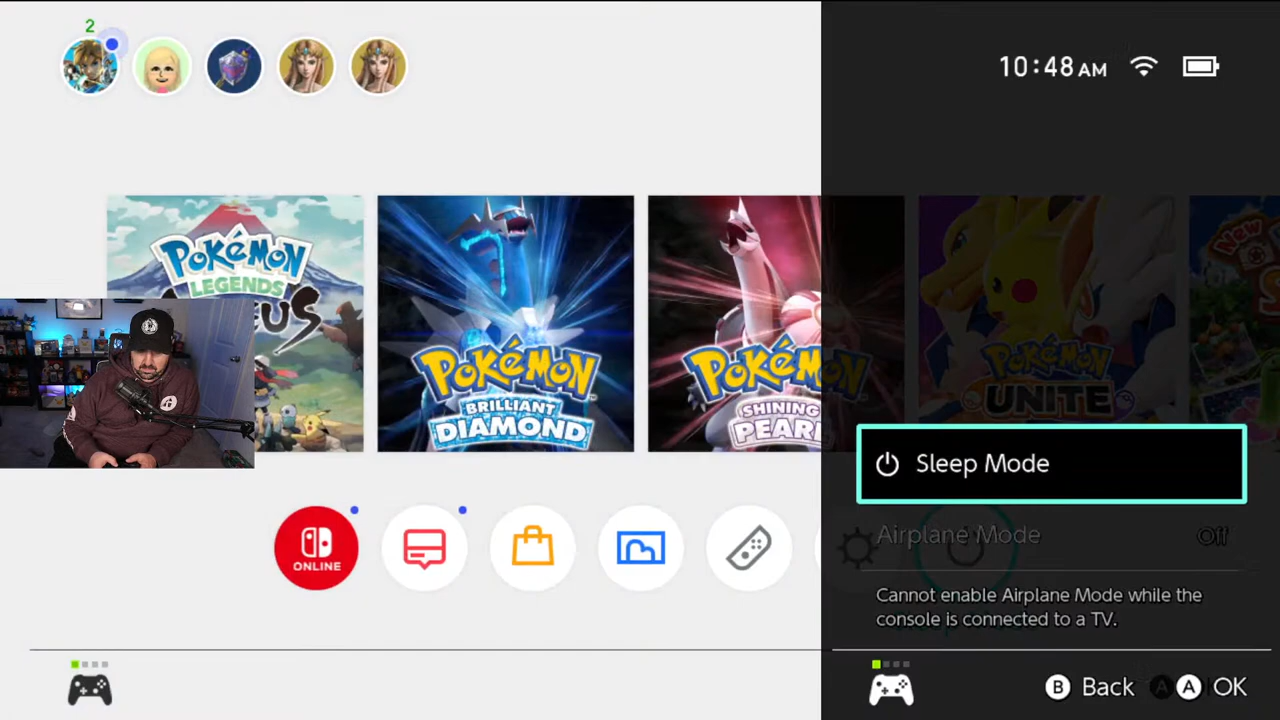 2
10:48 AM
POKéMON
LEGENDS
POKéMON
BRILLIANT
DIAMOND
POKéMON
SHINING
PEARL
POKéMON
UNITE
New
Sleep Mode
ONLINE
Airplane Mode Off
Cannot enable Airplane Mode while the
console is connected to a TV.
B Back A OK